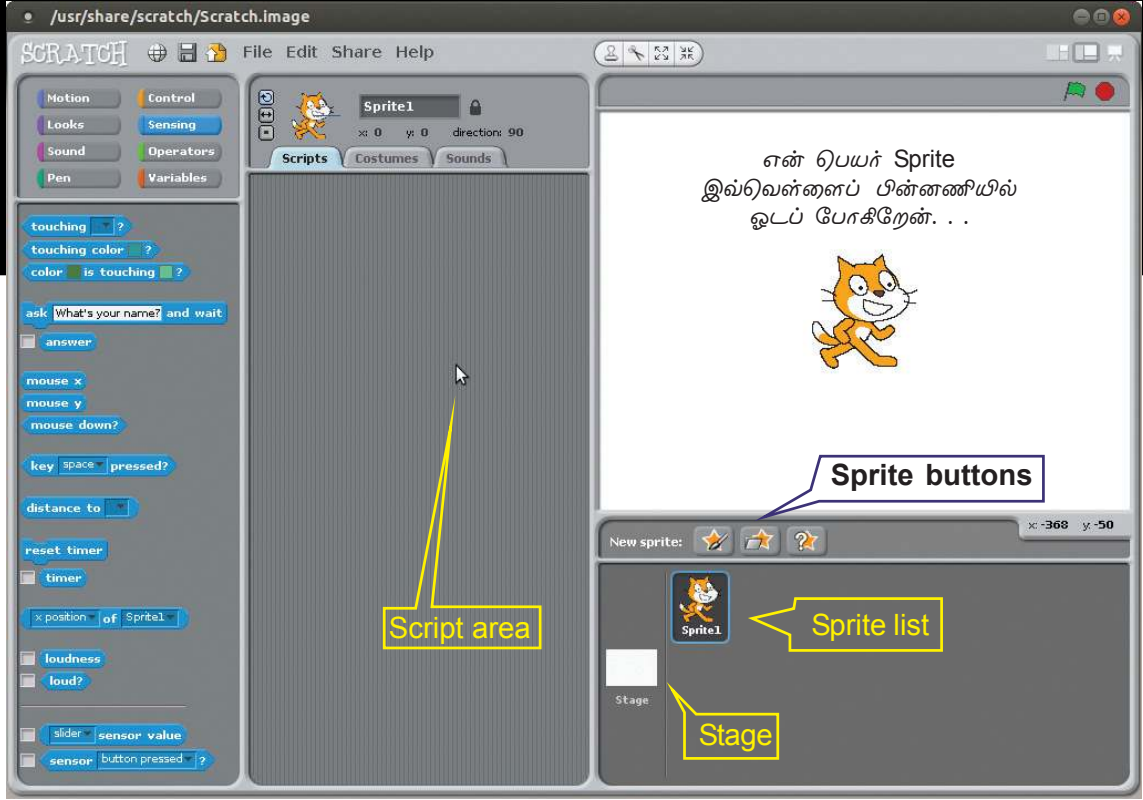 /usr/share/scratch/Scratch.image
SCRATCH File Edit Share Help
Motion Control
Looks Sensing
Sound Operators
Pen Variables
touching ?
touching color ?
color is touching ?
ask What's your name? and wait
answer
mouse x
mouse y
mouse down?
key space pressed?
distance to
reset timer
timer
x position of Sprite1
loudness
loud?
slider sensor value
sensor button pressed ?
Sprite1
x: 0 y: 0 direction: 90
Scripts Costumes Sounds
Script area
என் பெயர் Sprite
இவ்வெள்ளைப் பின்னணியில்
ஓடப் போகிறேன். . .
Sprite buttons
x: -368 y: -50
New sprite:
Sprite1
Sprite list
Stage
Stage